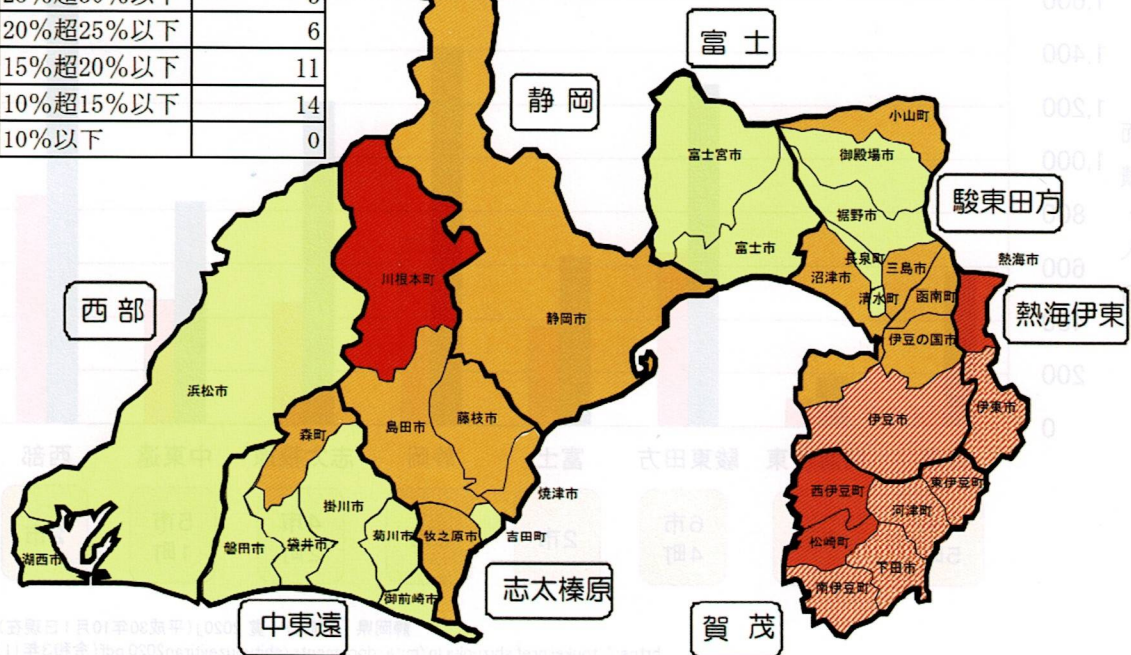 20%超25%以下 6
15%超20%以下 11
10%超15%以下 14
10%以下 0
富 士
静 岡
小山町
富士宮市
御殿場市
駿東田方
裾野市
富士市
長泉町
三島市
熱海市
沼津市
川根本町
清水町
函南町
西 部
静岡市
熱海伊東
伊豆の国市
浜松市
伊東市
島田市
藤枝市
伊豆市
森町
東伊豆町
焼津市
西伊豆町
掛川市
河津町
菊川市
牧之原市
吉田町
磐田市
袋井市
松崎町
湖西市
下田市
南伊豆町
志太榛原
御前崎市
中東遠
賀 茂